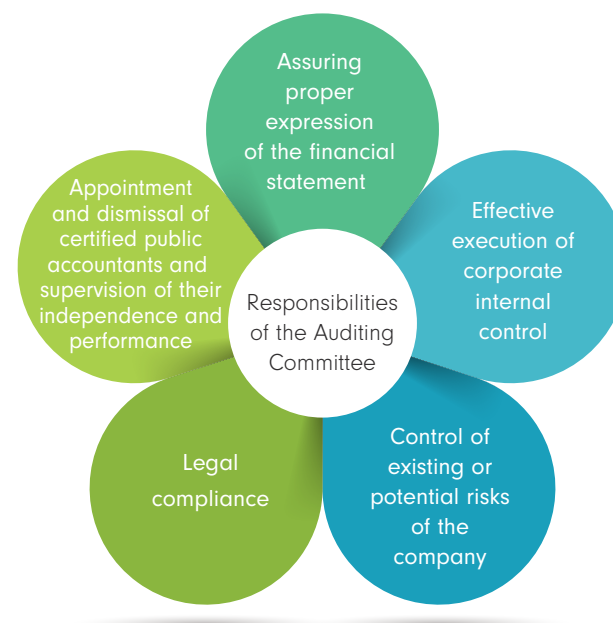 Assuring
proper
expression
of the financial
statement
Effective
execution of
corporate
internal
control
Control of
existing or
potential risks
of the
company
Legal
compliance
Appointment
and dismissal of
certified public
accountants and
supervision of their
independence and
performance
Responsibilities
of the Auditing
Committee